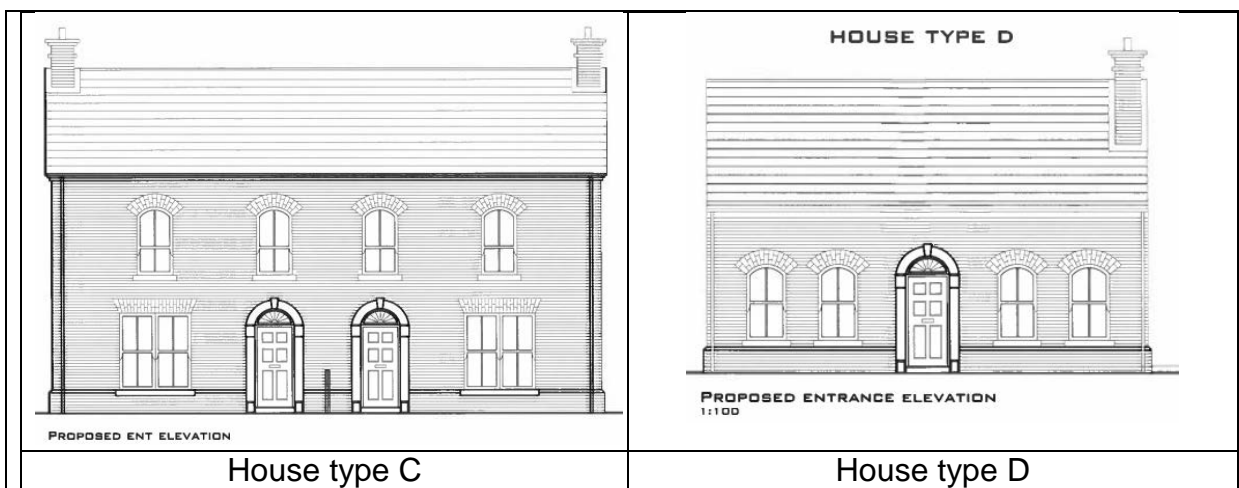 PROPOSED ENT ELEVATION
House type C
HOUSE TYPE D
PROPOSED ENTRANCE ELEVATION
1:100
House type D